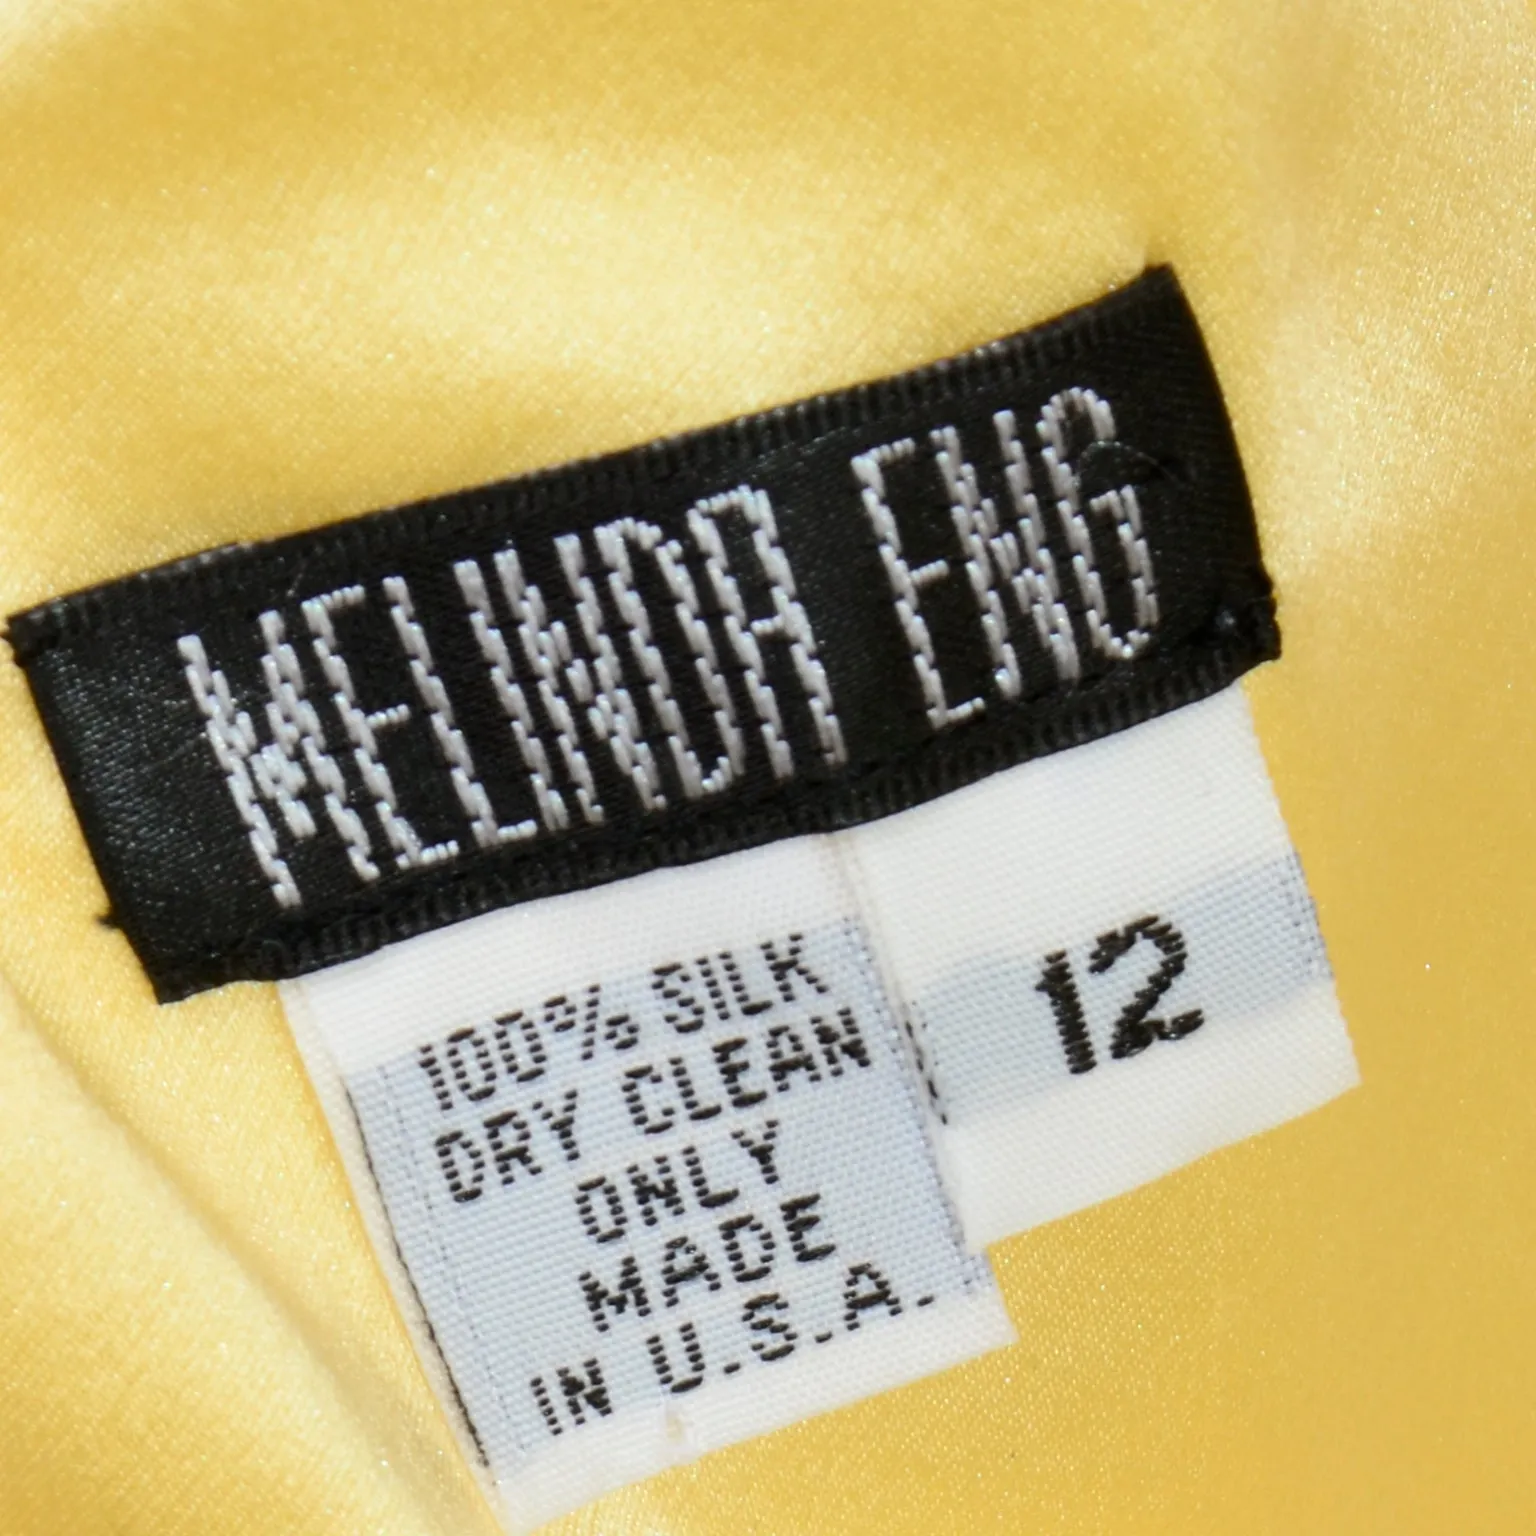 MELINDA ENG
12
100% SILK
DRY CLEAN
ONLY
MADE
IN U.S.A.